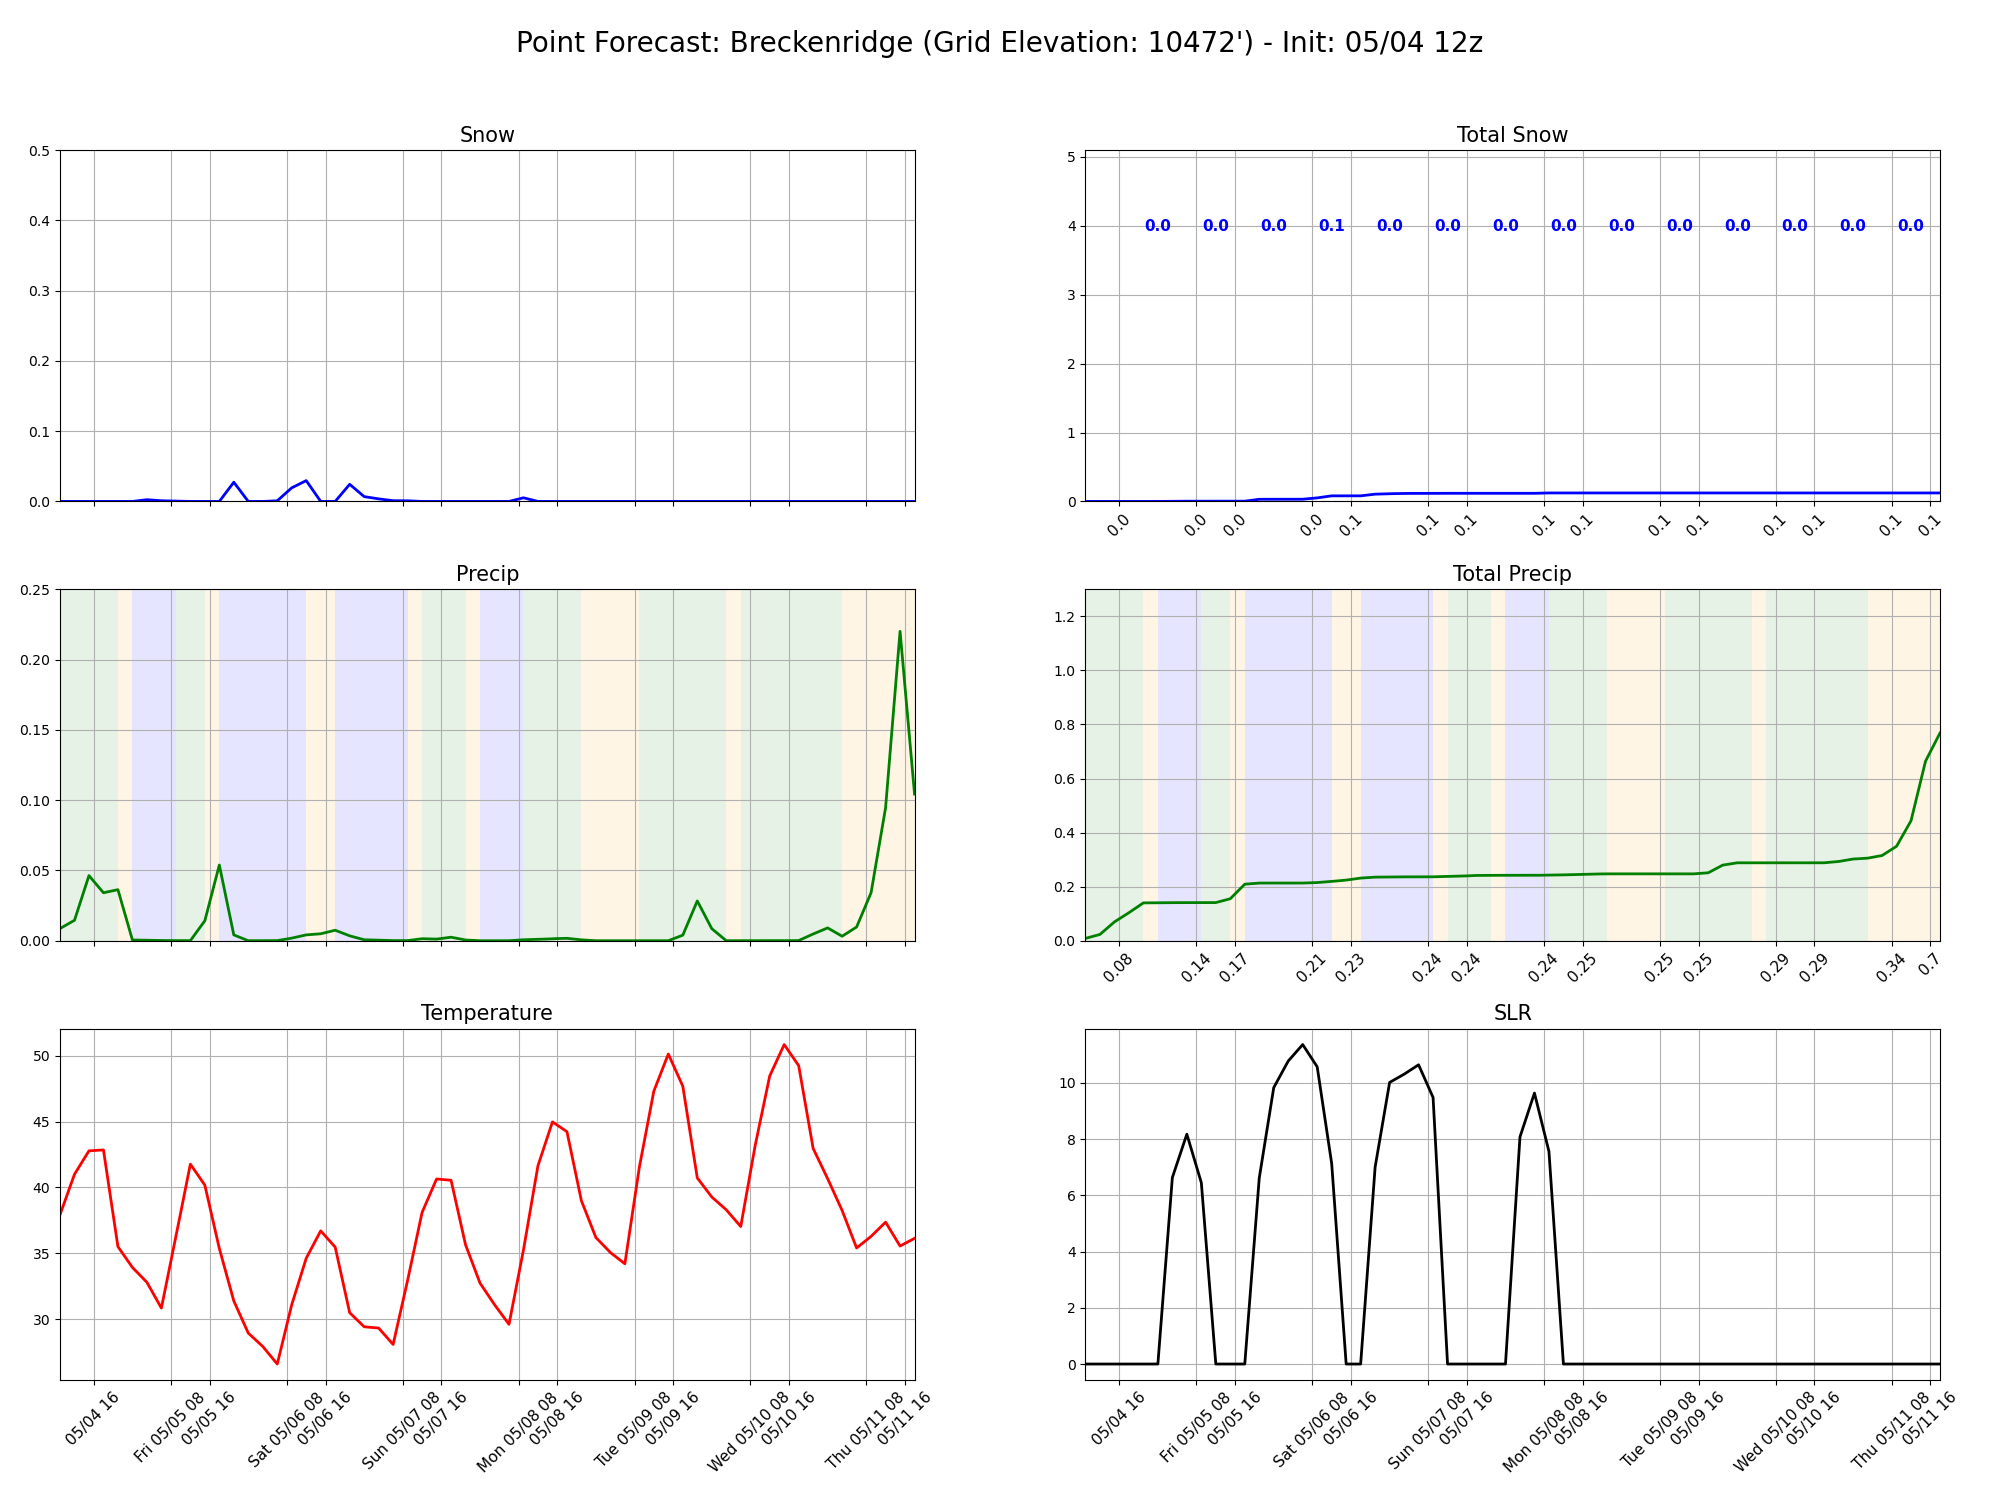 Point Forecast: Breckenridge (Grid Elevation: 10472') - Init: 05/04 12z
Snow
0.5
0.4
0.3
0.2
0.1
0.0
Total Snow
5
4
3
2
1
0
0.0 0.0 0.0 0.1 0.0 0.0 0.0 0.0 0.0 0.0 0.0 0.0 0.0 0.0
0.0 0.0 0.0 0.0 0.1 0.1 0.1 0.1 0.1 0.1 0.1 0.1 0.1 0.1 0.1
Precip
0.25
0.20
0.15
0.10
0.05
0.00
Total Precip
1.2
1.0
0.8
0.6
0.4
0.2
0.0
0.08 0.14 0.17 0.21 0.23 0.24 0.24 0.24 0.25 0.25 0.25 0.29 0.29 0.34 0.7
Temperature
50
45
40
35
30
05/04 16
Fri 05/05 08
05/05 16
Sat 05/06 08
05/06 16
Sun 05/07 08
05/07 16
Mon 05/08 08
05/08 16
Tue 05/09 08
05/09 16
Wed 05/10 08
05/10 16
Thu 05/11 08
05/11 16
SLR
10
8
6
4
2
0
05/04 16
Fri 05/05 08
05/05 16
Sat 05/06 08
05/06 16
Sun 05/07 08
05/07 16
Mon 05/08 08
05/08 16
Tue 05/09 08
05/09 16
Wed 05/10 08
05/10 16
Thu 05/11 08
05/11 16